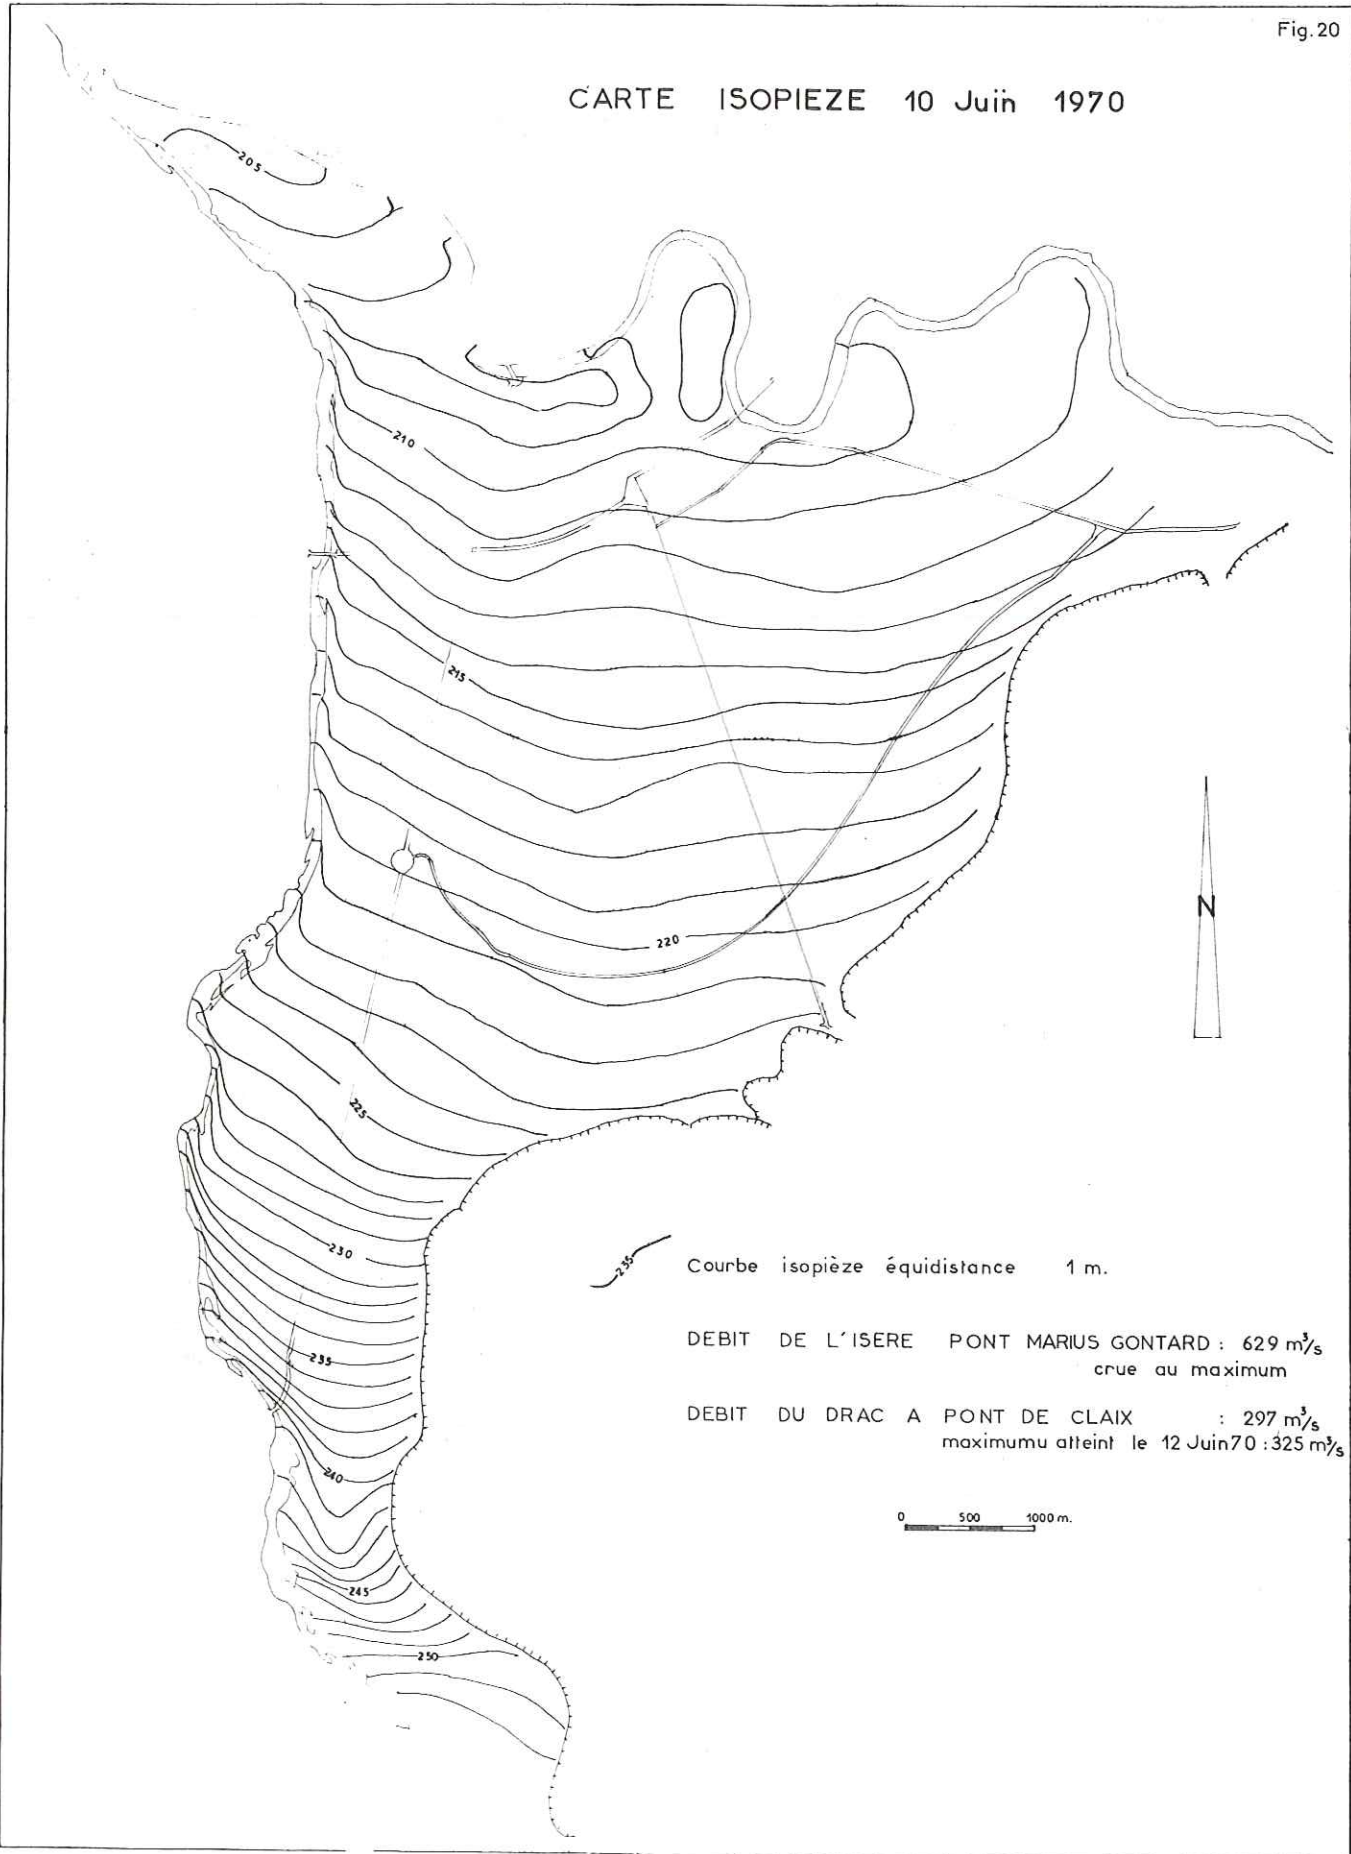 Fig.20
CARTE ISOPIEZE 10 Juin 1970
205
210
215
220
225
230
235
240
245
250
N
235
Courbe isopièze équidistance 1 m.
DEBIT DE L'ISERE PONT MARIUS GONTARD : 629 m³/s
crue au maximum
DEBIT DU DRAC A PONT DE CLAIX : 297 m³/s
maximumu atteint le 12 Juin70 : 325 m³/s
0 500 1000 m.